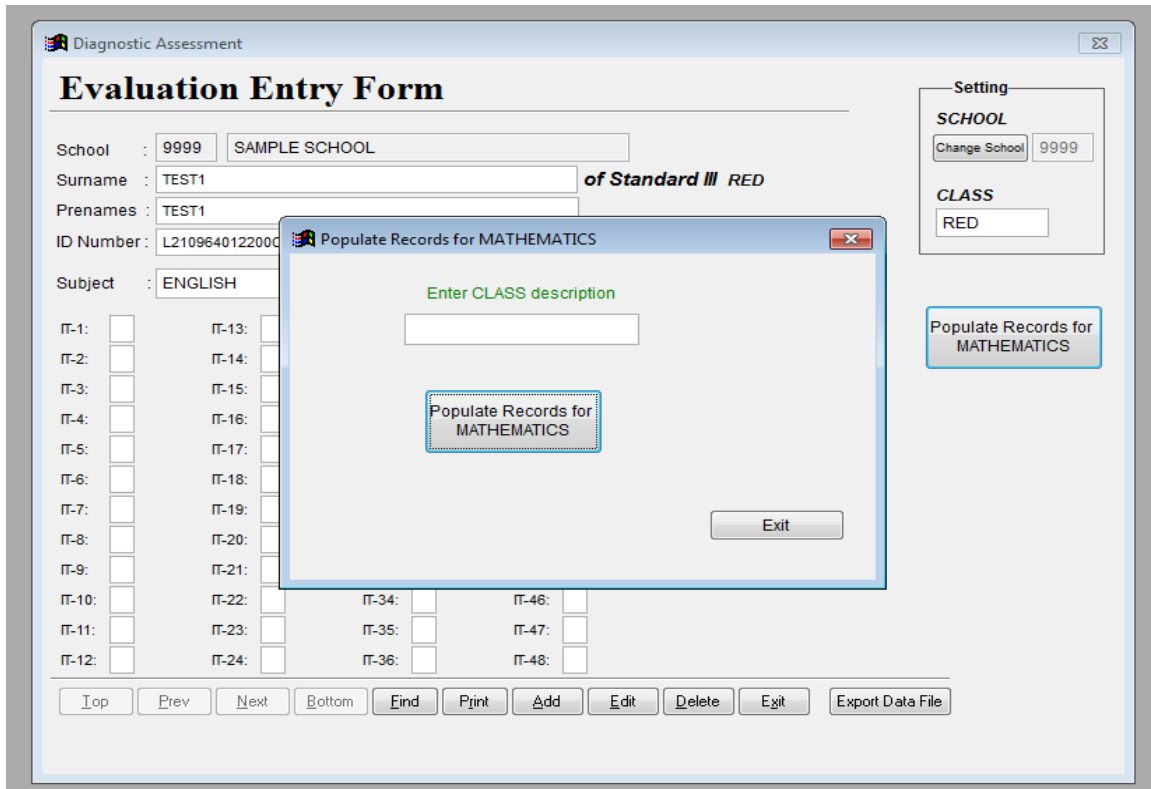 Diagnostic Assessment
Evaluation Entry Form
Setting
SCHOOL
Change School 9999
CLASS
RED
School : 9999 SAMPLE SCHOOL
Surname : TEST1 of Standard III RED
Prenames : TEST1
ID Number : L210964012200
Subject : ENGLISH
Populate Records for MATHEMATICS
Enter CLASS description
Populate Records for
MATHEMATICS
Exit
Populate Records for
MATHEMATICS
IT-1: IT-13:
IT-2: IT-14:
IT-3: IT-15:
IT-4: IT-16:
IT-5: IT-17:
IT-6: IT-18:
IT-7: IT-19:
IT-8: IT-20:
IT-9: IT-21:
IT-10: IT-22: IT-34: IT-46:
IT-11: IT-23: IT-35: IT-47:
IT-12: IT-24: IT-36: IT-48:
Top Prev Next Bottom Find Print Add Edit Delete Exit Export Data File